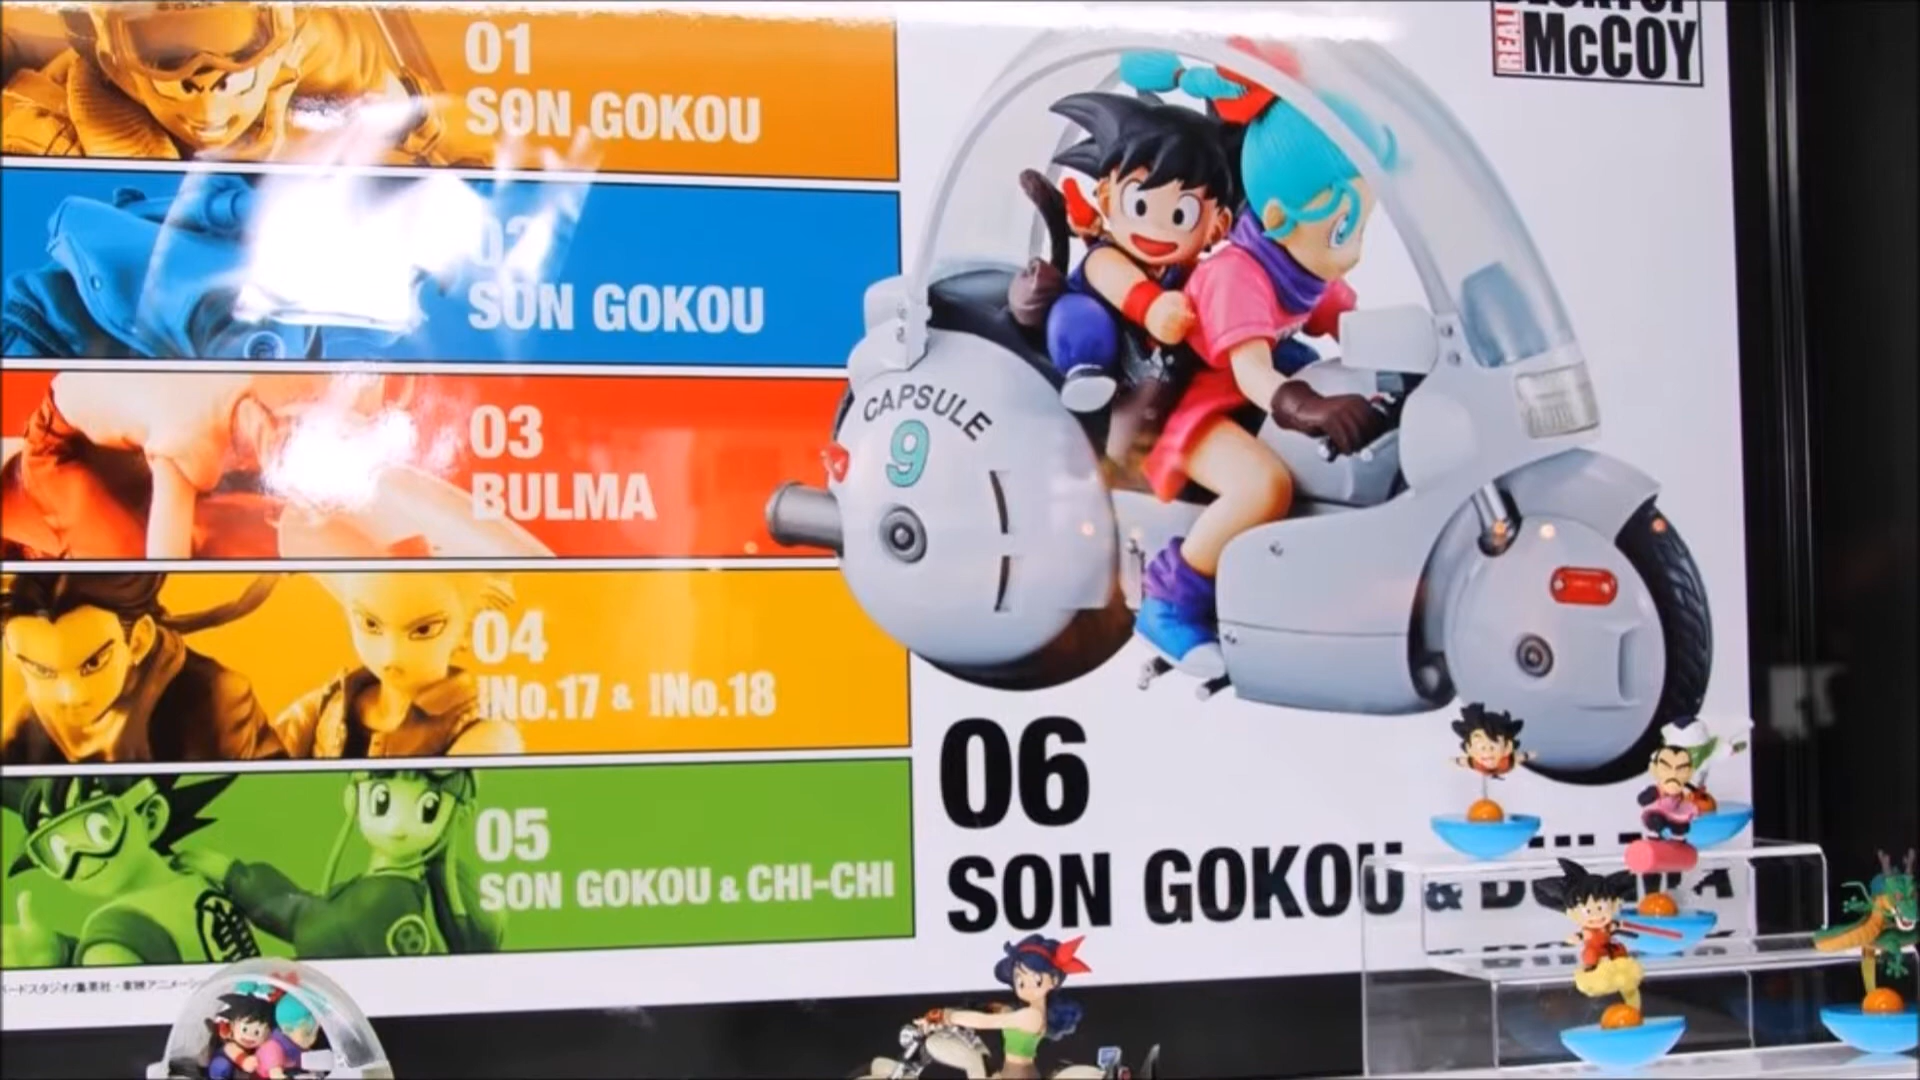 01
SON GOKOU
02
SON GOKOU
03
BULMA
04
No.17 & No.18
05
SON GOKOU & CHI-CHI
REAL
McCOY
CAPSULE
9
06
SON GOKOU &